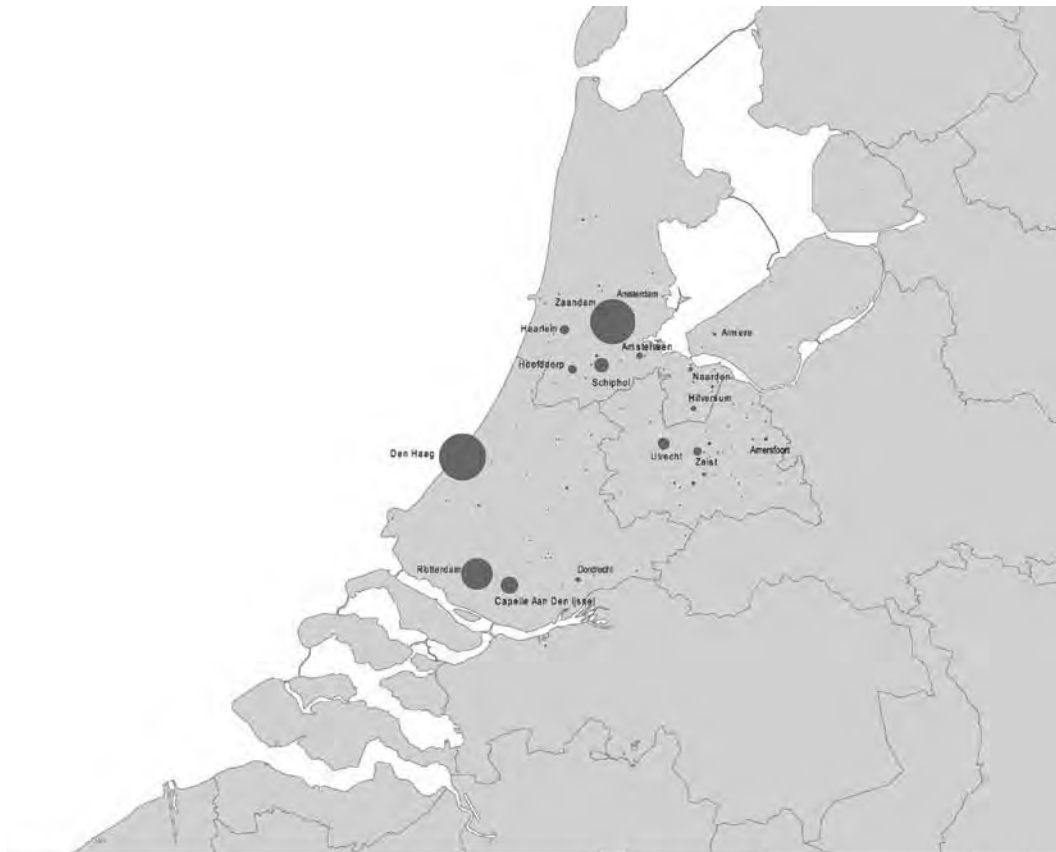 Amsterdam
Zaandam
Haarlem
Amstelveen
Almere
Hoofddorp
Schiphol
Naarden
Hilversum
Den Haag
Utrecht
Zeist
Amersfoort
Rotterdam
Dordrecht
Capelle Aan Den Ijssel